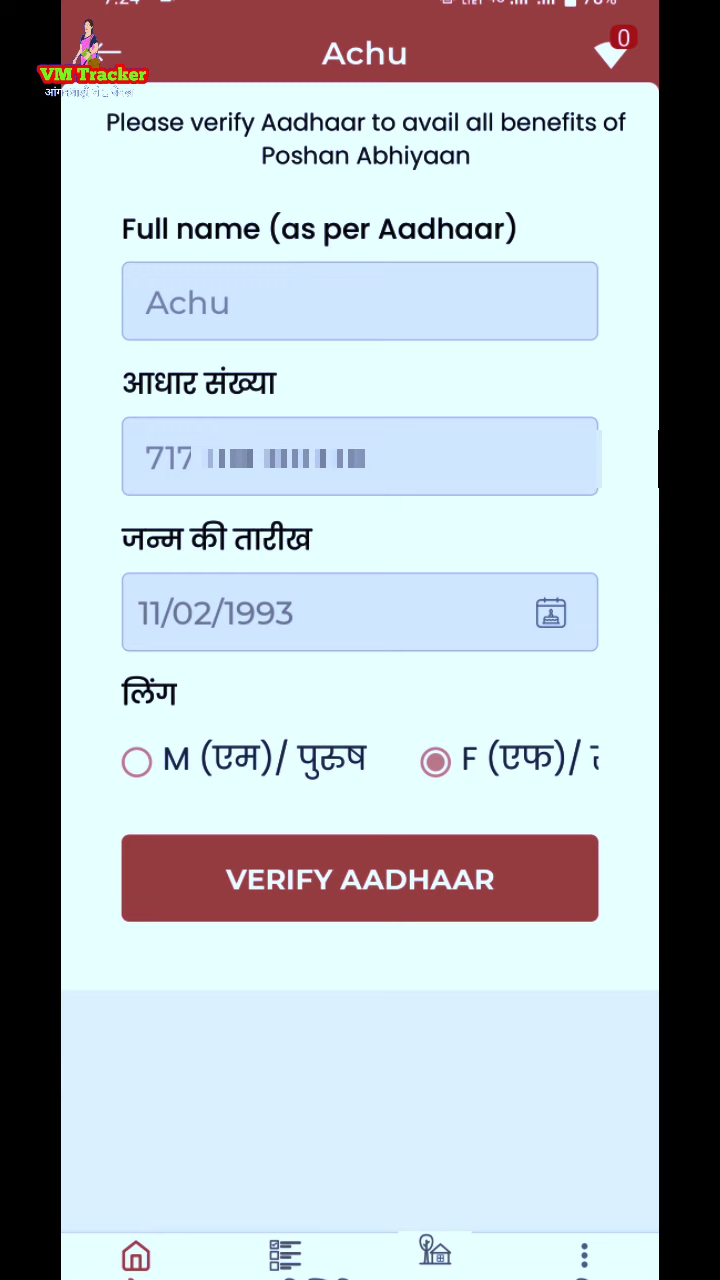 Achu
0
VM Tracker
Please verify Aadhaar to avail all benefits of
Poshan Abhiyaan
Full name (as per Aadhaar)
Achu
आधार संख्या
717
जन्म की तारीख
11/02/1993
लिंग
M (एम)/ पुरुष F (एफ)/
VERIFY AADHAAR